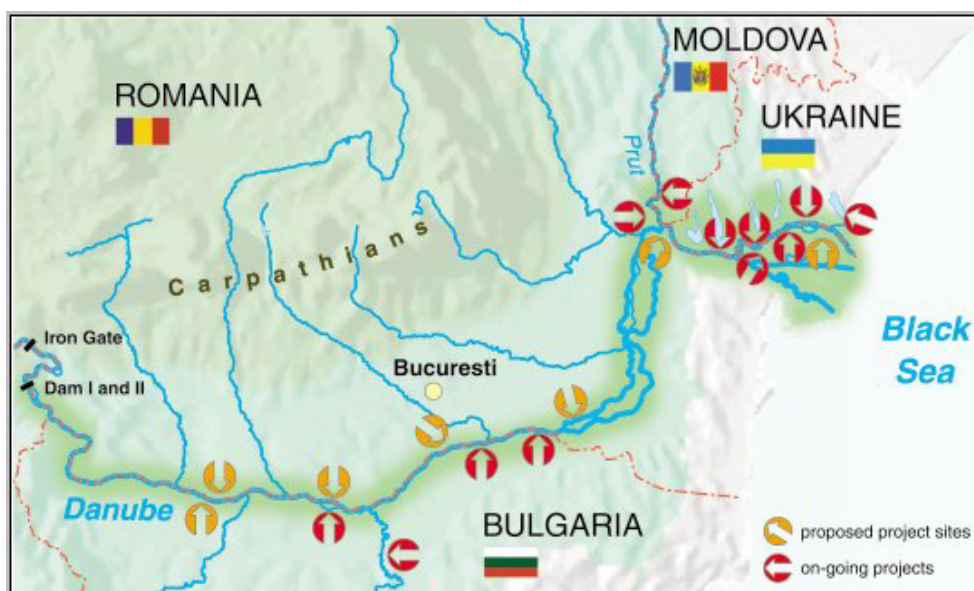 MOLDOVA
ROMANIA
UKRAINE
Prut
Carpathians
Iron Gate
Dam I and II
Bucuresti
Black
Sea
Danube
BULGARIA
proposed project sites
on-going projects